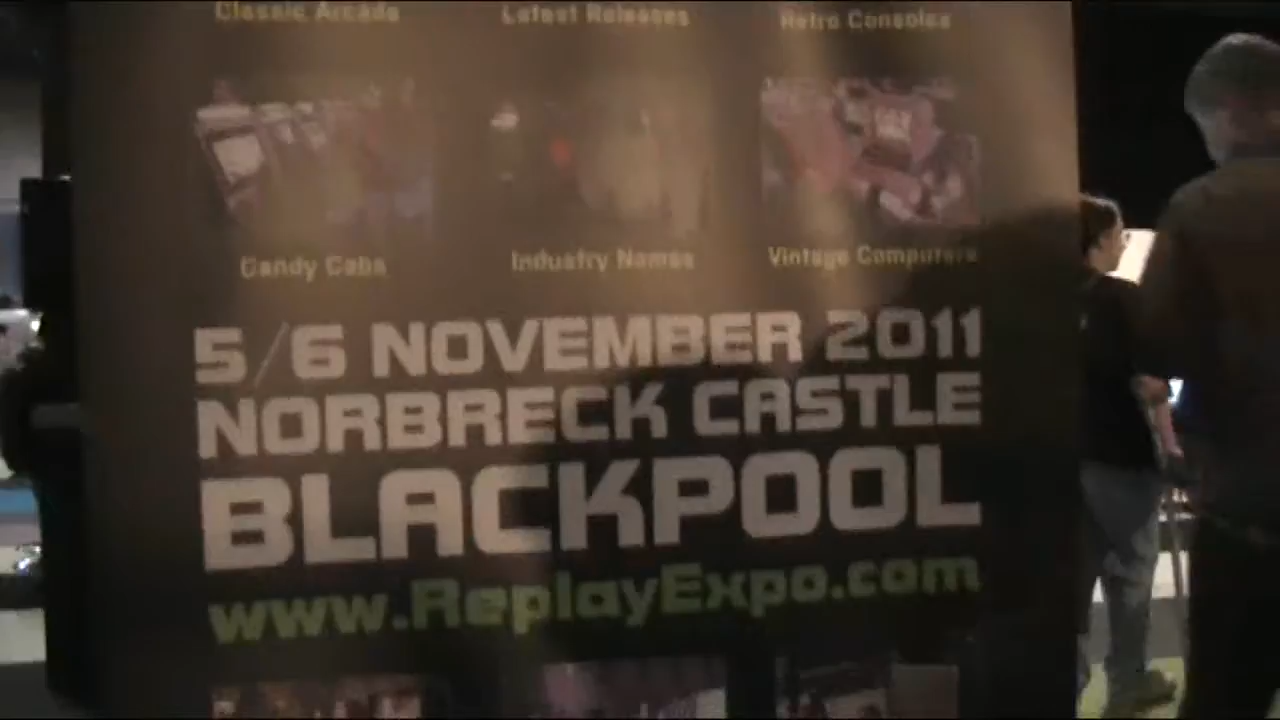 Classic Arcade Latest Releases Retro Consoles
Candy Cabs Industry Names Vintage Computers
5/6 NOVEMBER 2011
NORBRECK CASTLE
BLACKPOOL
www.ReplayExpo.com